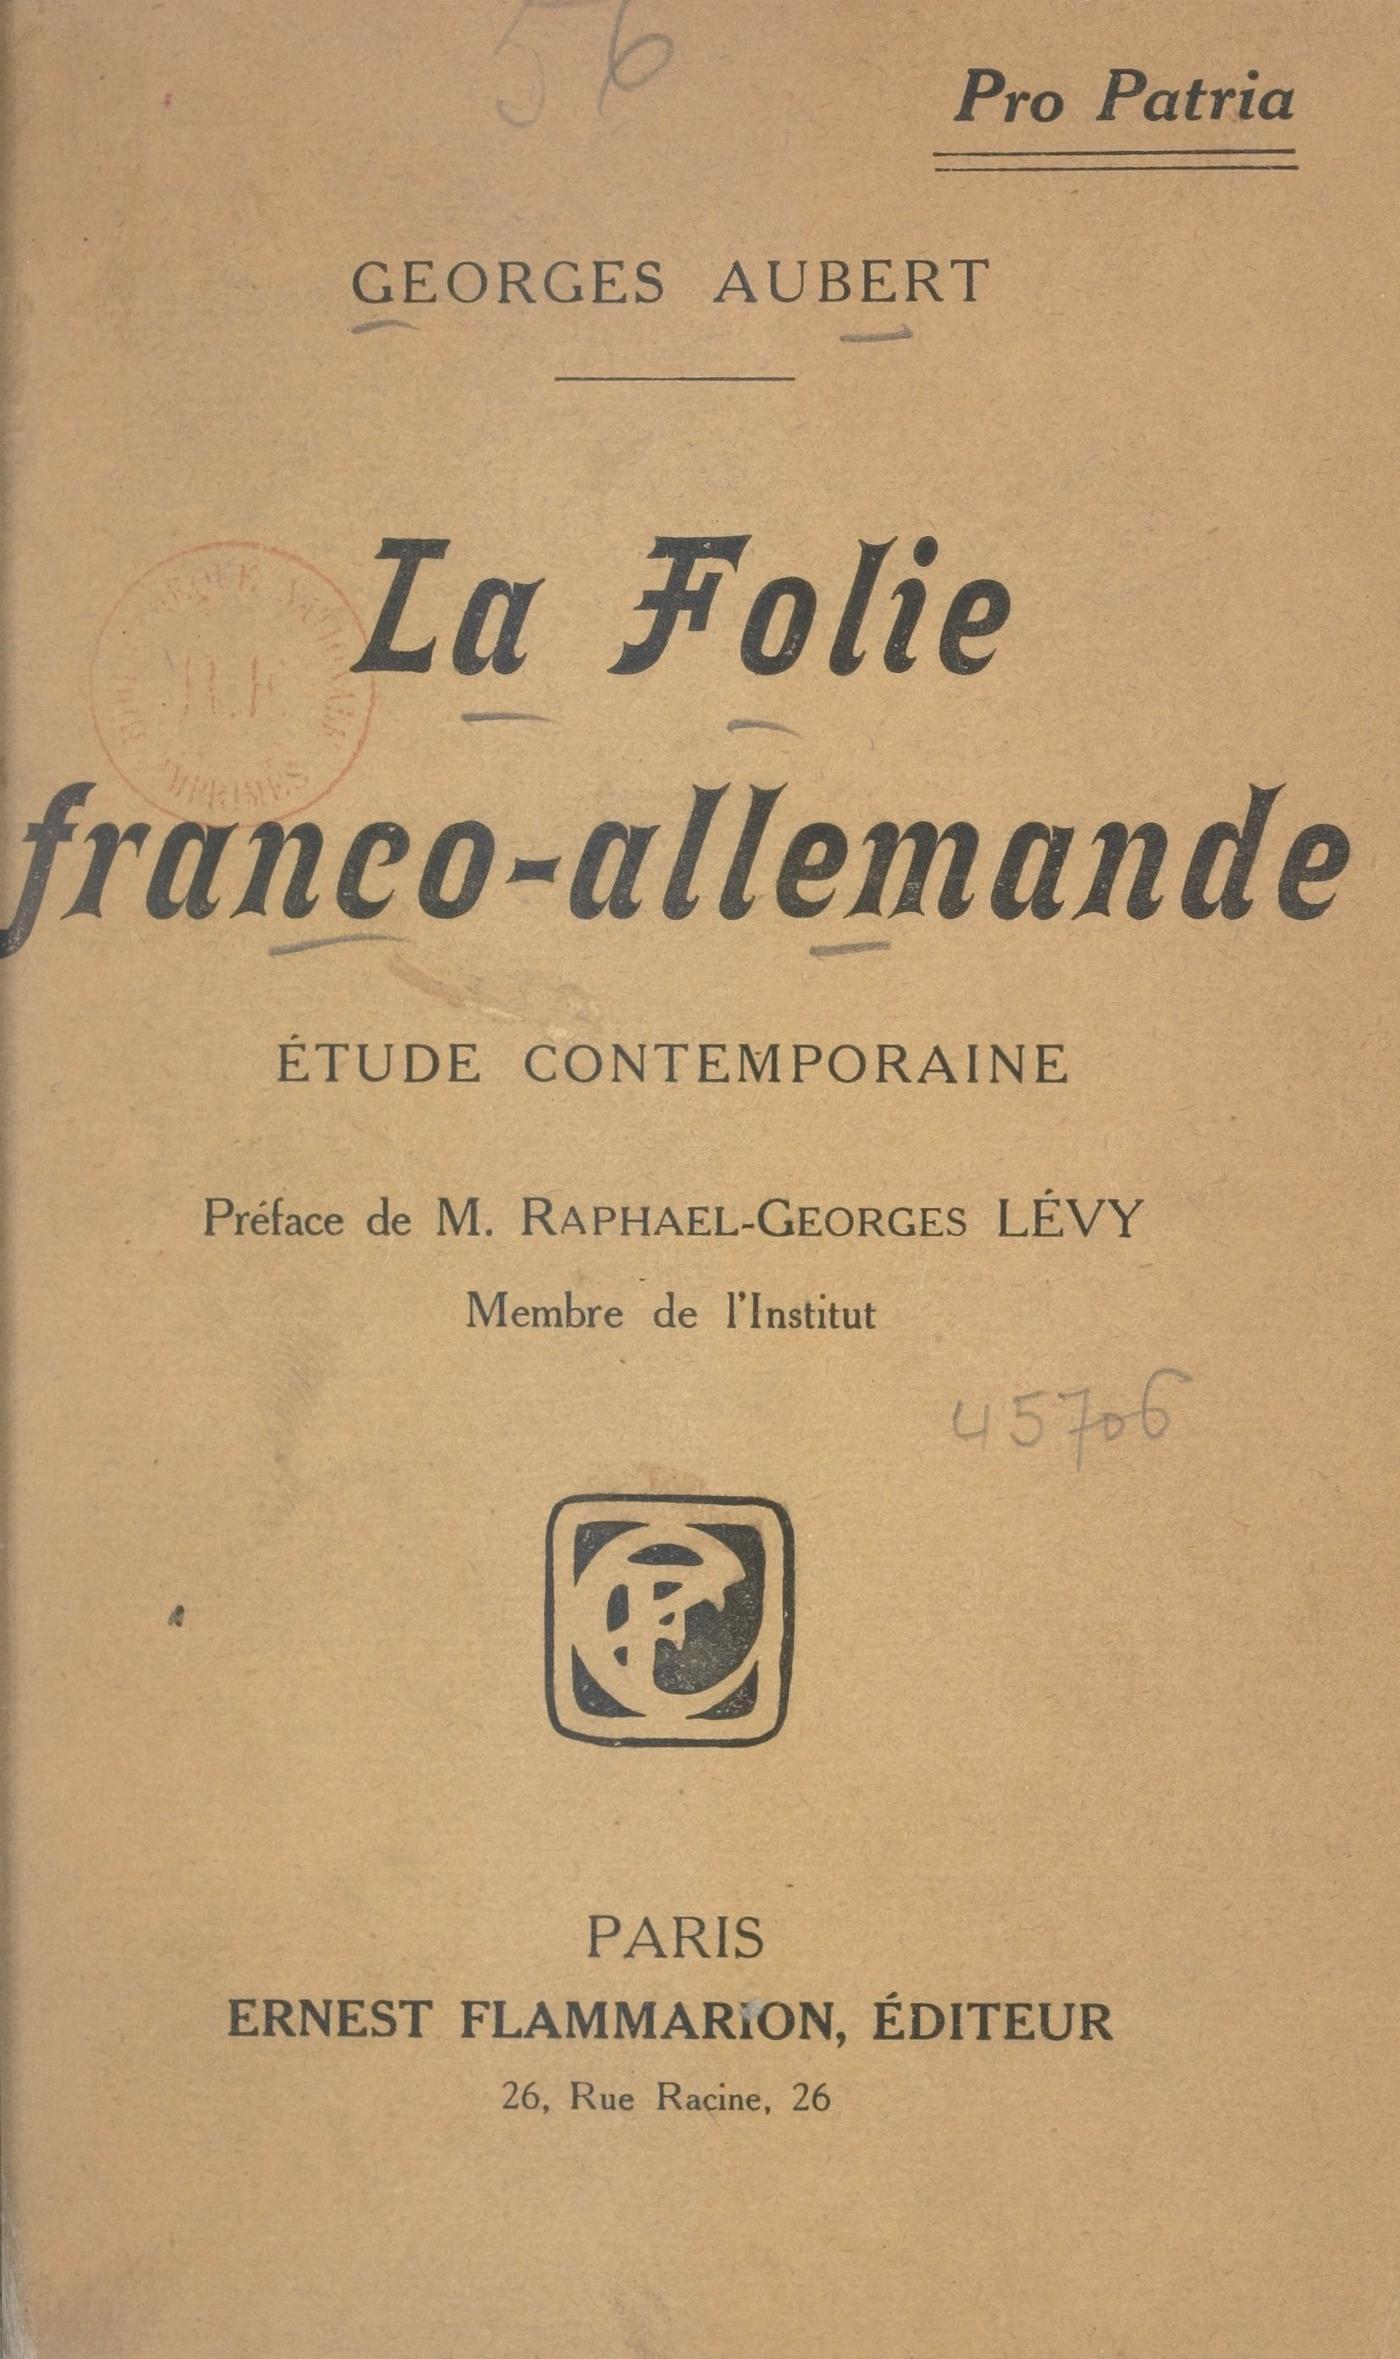 56
Pro Patria
GEORGES AUBERT
La Folie
franco-allemande
ÉTUDE CONTEMPORAINE
Préface de M. RAPHAEL-GEORGES LÉVY
Membre de l'Institut
45706
PARIS
ERNEST FLAMMARION, ÉDITEUR
26, Rue Racine, 26
IMPRIMÉS